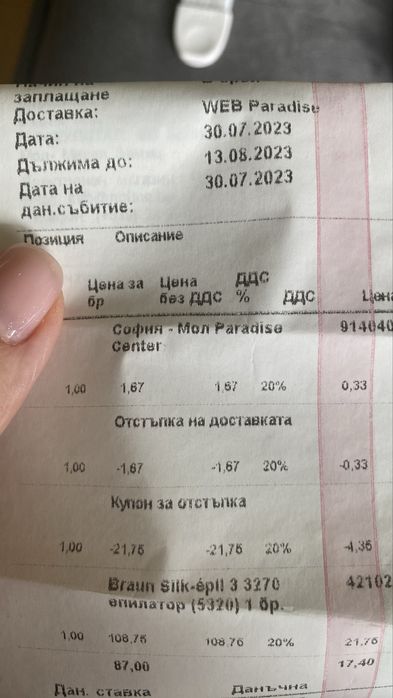 заплащане
Доставка: WEB Paradise
Дата: 30.07.2023
Дължима до: 13.08.2023
Дата на 30.07.2023
дан.събитие:
Позиция Описание
Цена за Цена ДДС
бр без ДДС % ДДС Цен
София - Мол Paradise 914040
Center
1,00 1,67 1,67 20% 0,33
Отстъпка на доставката
1,00 -1,67 -1,67 20% -0,33
Купон за отстъпка
1,00 -21,75 -21,75 20% -4,35
Braun Silk-épil 3 3270 42102
епилатор (5320) 1 бр.
1,00 108,75 108,75 20% 21,75
87,00 17,40
Дан. ставка Данъчна